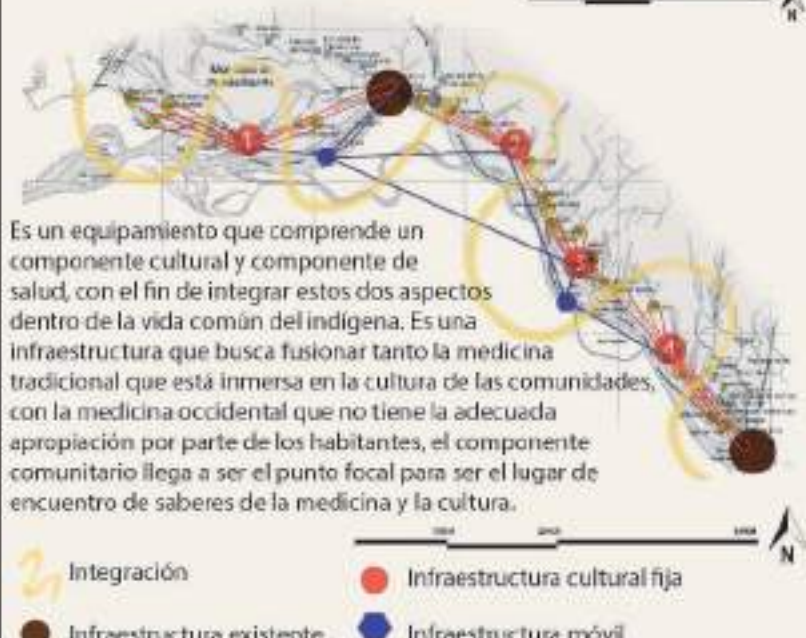 N
1
2
3
4
Es un equipamiento que comprende un
componente cultural y componente de
salud, con el fin de integrar estos dos aspectos
dentro de la vida común del indígena. Es una
infraestructura que busca fusionar tanto la medicina
tradicional que está inmersa en la cultura de las comunidades,
con la medicina occidental que no tiene la adecuada
apropiación por parte de los habitantes, el componente
comunitario llega a ser el punto focal para ser el lugar de
encuentro de saberes de la medicina y la cultura.
N
Integración
Infraestructura cultural fija
Infraestructura existente
Infraestructura móvil